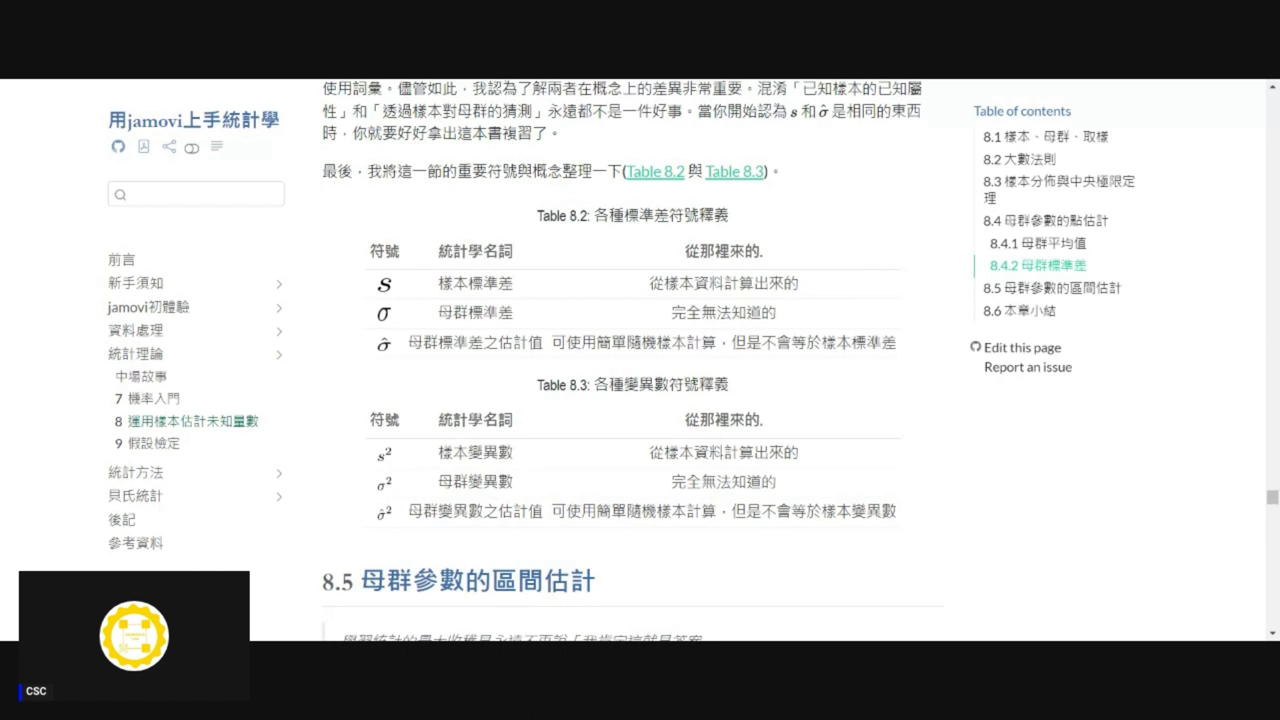 用jamovi上手統計學
前言
新手須知
jamovi初體驗
資料處理
統計理論
中場故事
7 機率入門
8 運用樣本估計未知量數
9 假設檢定
統計方法
貝氏統計
後記
參考資料
使用詞彙。儘管如此，我認為了解兩者在概念上的差異非常重要。混淆「已知樣本的已知屬
性」和「透過樣本對母群的猜測」永遠都不是一件好事。當你開始認為 s 和 σ̂ 是相同的東西
時，你就要好好拿出這本書複習了。
最後，我將這一節的重要符號與概念整理一下(Table 8.2 與 Table 8.3)。
Table 8.2: 各種標準差符號釋義
符號 統計學名詞 從那裡來的.
s 樣本標準差 從樣本資料計算出來的
σ 母群標準差 完全無法知道的
σ̂ 母群標準差之估計值 可使用簡單隨機樣本計算，但是不會等於樣本標準差
Table 8.3: 各種變異數符號釋義
符號 統計學名詞 從那裡來的.
s² 樣本變異數 從樣本資料計算出來的
σ² 母群變異數 完全無法知道的
σ̂² 母群變異數之估計值 可使用簡單隨機樣本計算，但是不會等於樣本變異數
8.5 母群參數的區間估計
Table of contents
8.1 樣本、母群、取樣
8.2 大數法則
8.3 樣本分佈與中央極限定
理
8.4 母群參數的點估計
8.4.1 母群平均值
8.4.2 母群標準差
8.5 母群參數的區間估計
8.6 本章小結
Edit this page
Report an issue
CSC